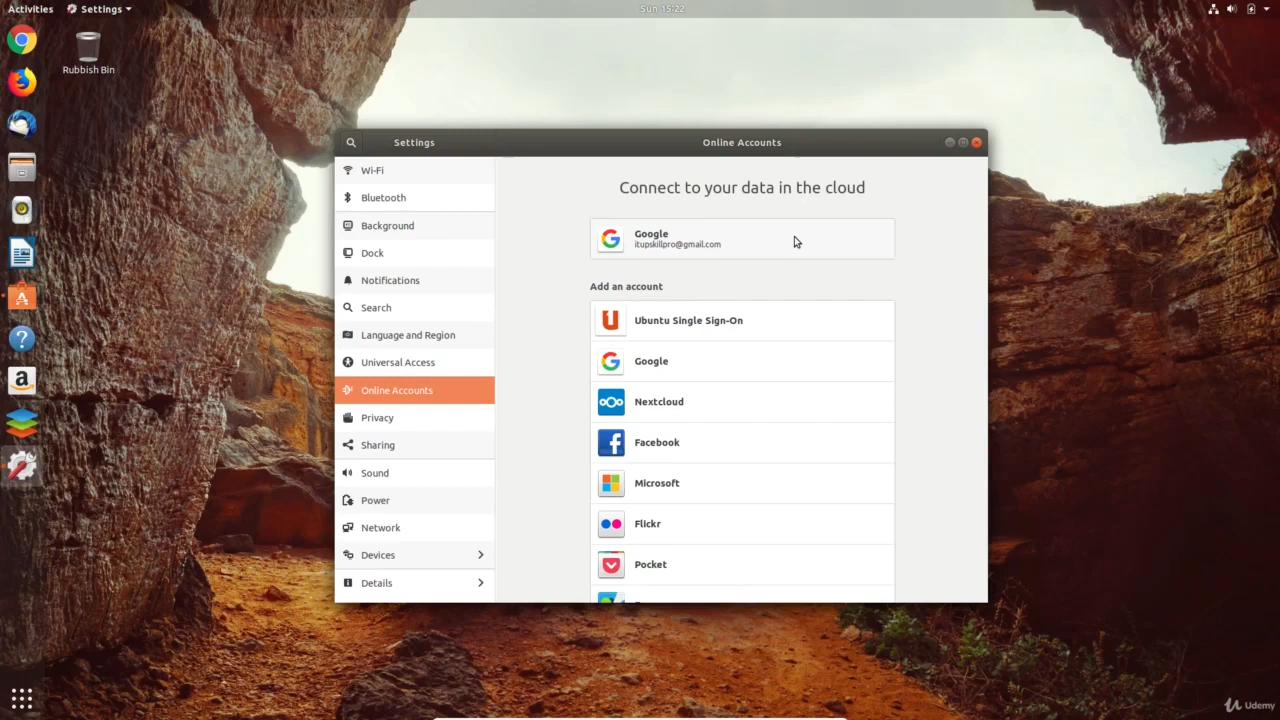 Activities
Settings
Sun 15:22
Rubbish Bin
Settings
Online Accounts
Wi-Fi
Bluetooth
Background
Dock
Notifications
Search
Language and Region
Universal Access
Online Accounts
Privacy
Sharing
Sound
Power
Network
Devices
Details
Connect to your data in the cloud
Google
itupskillpro@gmail.com
Add an account
Ubuntu Single Sign-On
Google
Nextcloud
Facebook
Microsoft
Flickr
Pocket
Udemy